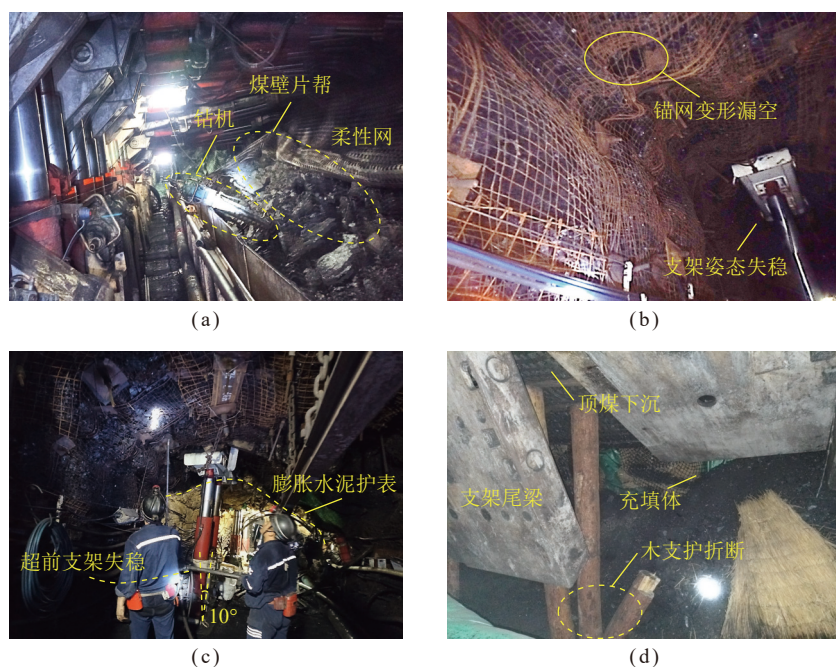 煤壁片帮
钻机
柔性网
(a)
锚网变形漏空
支架姿态失稳
(b)
膨胀水泥护表
超前支架失稳
10°
(c)
顶煤下沉
支架尾梁
充填体
木支护折断
(d)